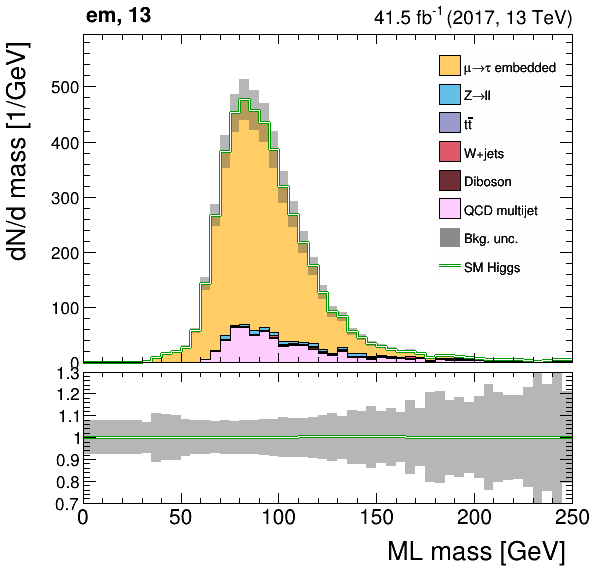 em, 13
41.5 fb⁻¹ (2017, 13 TeV)
dN/d mass [1/GeV]
500
400
300
200
100
0
μ→τ embedded
Z→ll
tt̅
W+jets
Diboson
QCD multijet
Bkg. unc.
SM Higgs
1.3
1.2
1.1
1
0.9
0.8
0.7
0 50 100 150 200 250
ML mass [GeV]